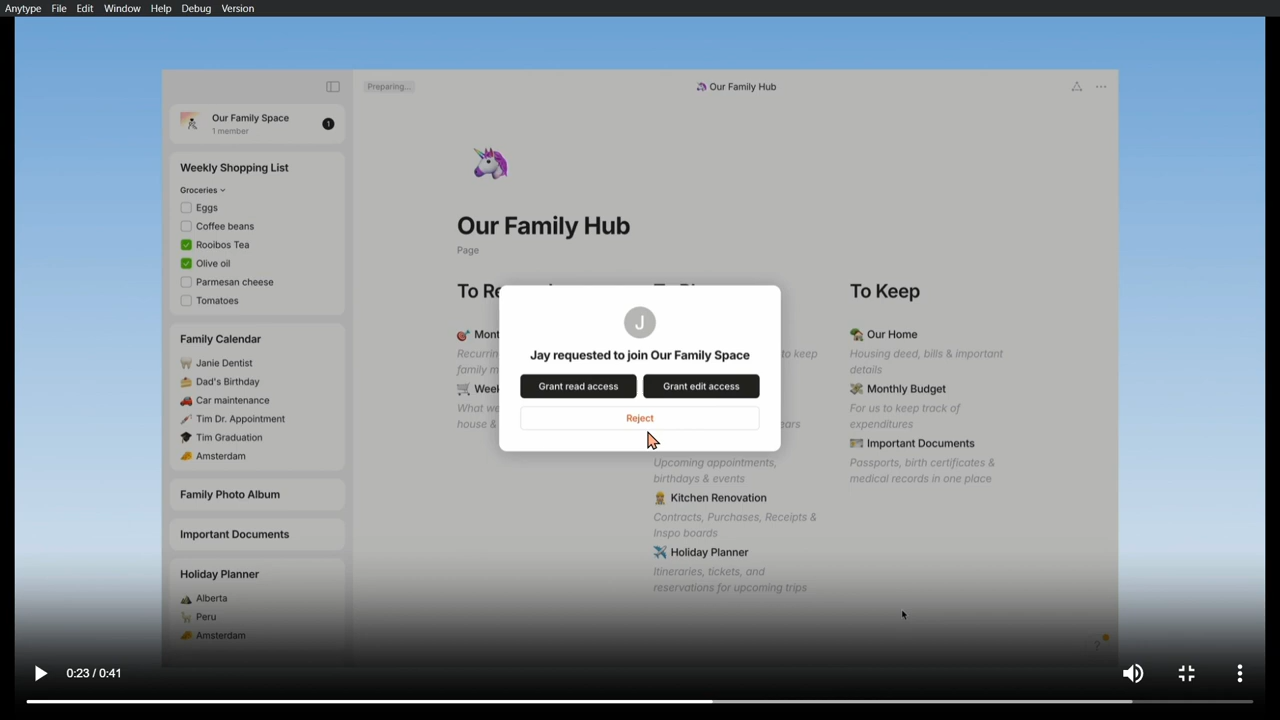 Anytype File Edit Window Help Debug Version
Preparing...
Our Family Hub
Our Family Space
1 member
1
Weekly Shopping List
Groceries
Eggs
Coffee beans
Rooibos Tea
Olive oil
Parmesan cheese
Tomatoes
Family Calendar
Janie Dentist
Dad's Birthday
Car maintenance
Tim Dr. Appointment
Tim Graduation
Amsterdam
Family Photo Album
Important Documents
Holiday Planner
Alberta
Peru
Amsterdam
Our Family Hub
Page
To
Upcoming appointments,
birthdays & events
Kitchen Renovation
Contracts, Purchases, Receipts &
Inspo boards
Holiday Planner
Itineraries, tickets, and
reservations for upcoming trips
To Keep
Our Home
Housing deed, bills & important
details
Monthly Budget
For us to keep track of
expenditures
Important Documents
Passports, birth certificates &
medical records in one place
J
Jay requested to join Our Family Space
Grant read access
Grant edit access
Reject
?
0:23 / 0:41